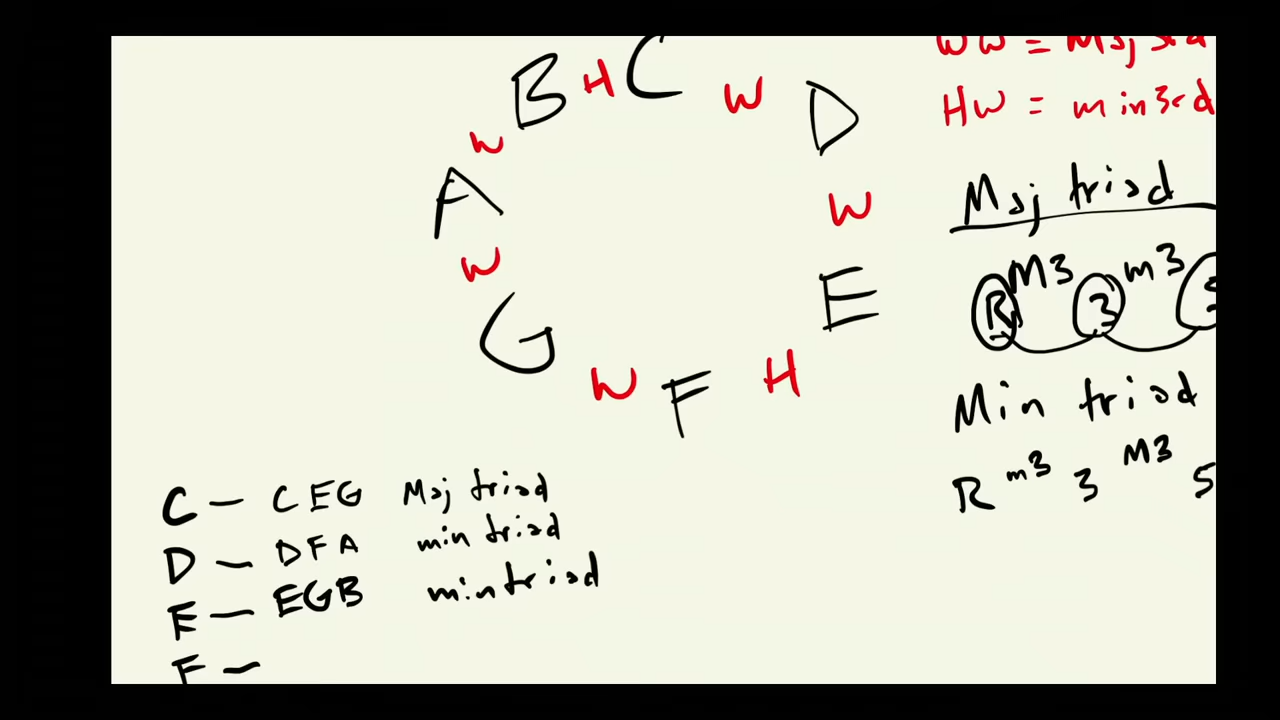 B H C W D
W A W E
W G W F H
WW = Maj 3rd
HW = min 3rd
Maj triad
R M3 3 m3 5
Min triad
R m3 3 M3 5
C — CEG Maj triad
D — DFA min triad
E — EGB min triad
F —